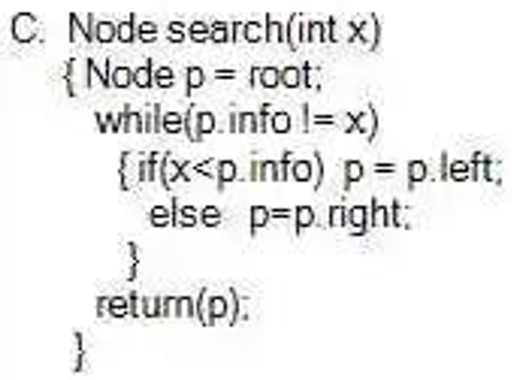 C. Node search(int x)
{ Node p = root;
while(p.info != x)
{ if(x<p.info) p = p.left;
else p=p.right;
}
return(p);
}